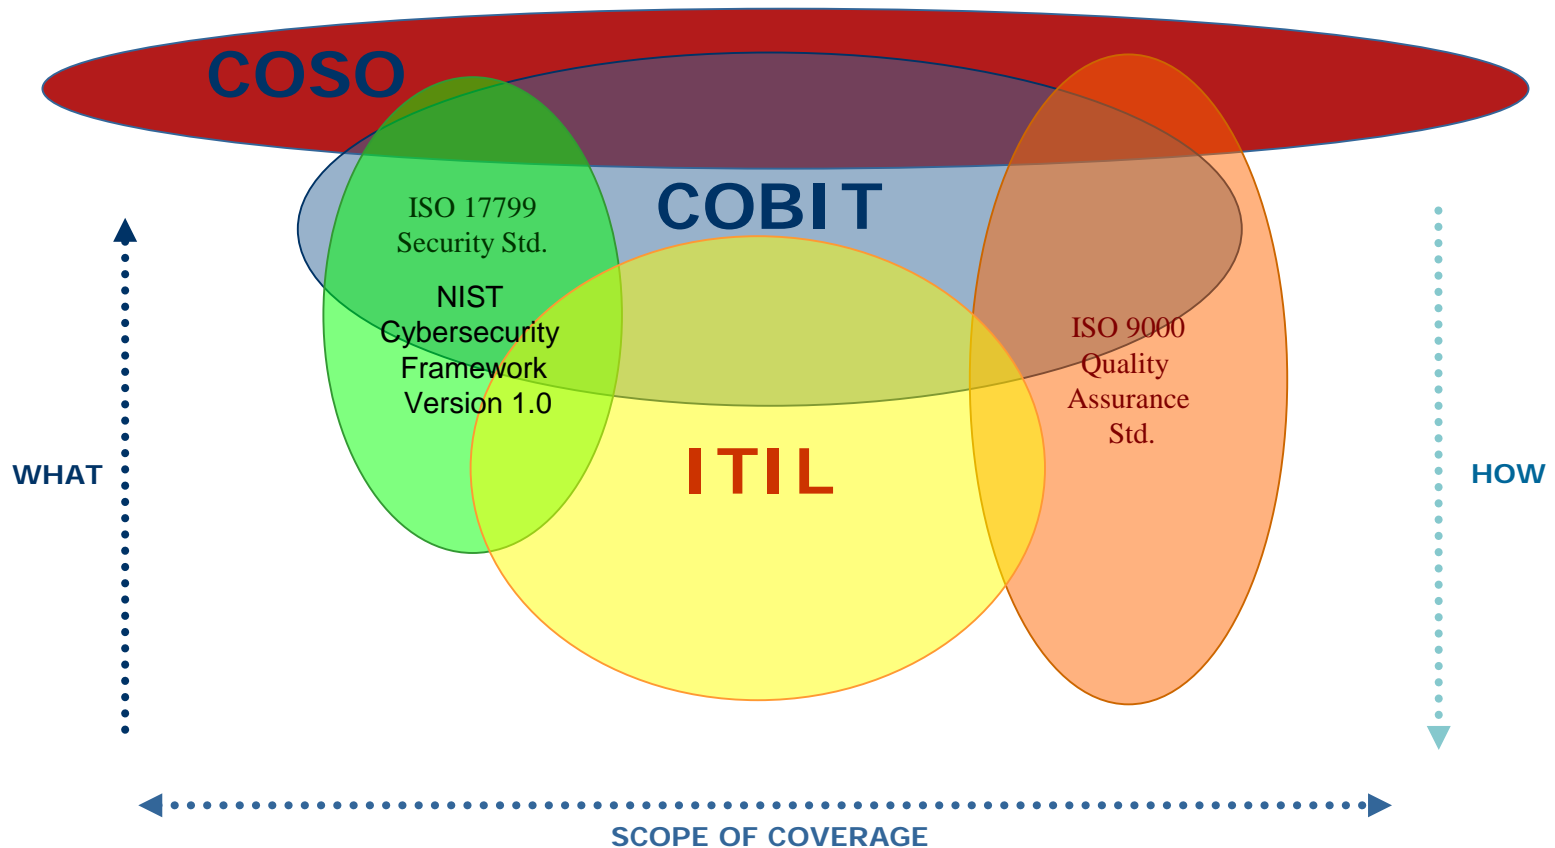 COSO
COBIT
ISO 17799
Security Std.
NIST
Cybersecurity
Framework
Version 1.0
ISO 9000
Quality
Assurance
Std.
ITIL
WHAT
HOW
SCOPE OF COVERAGE